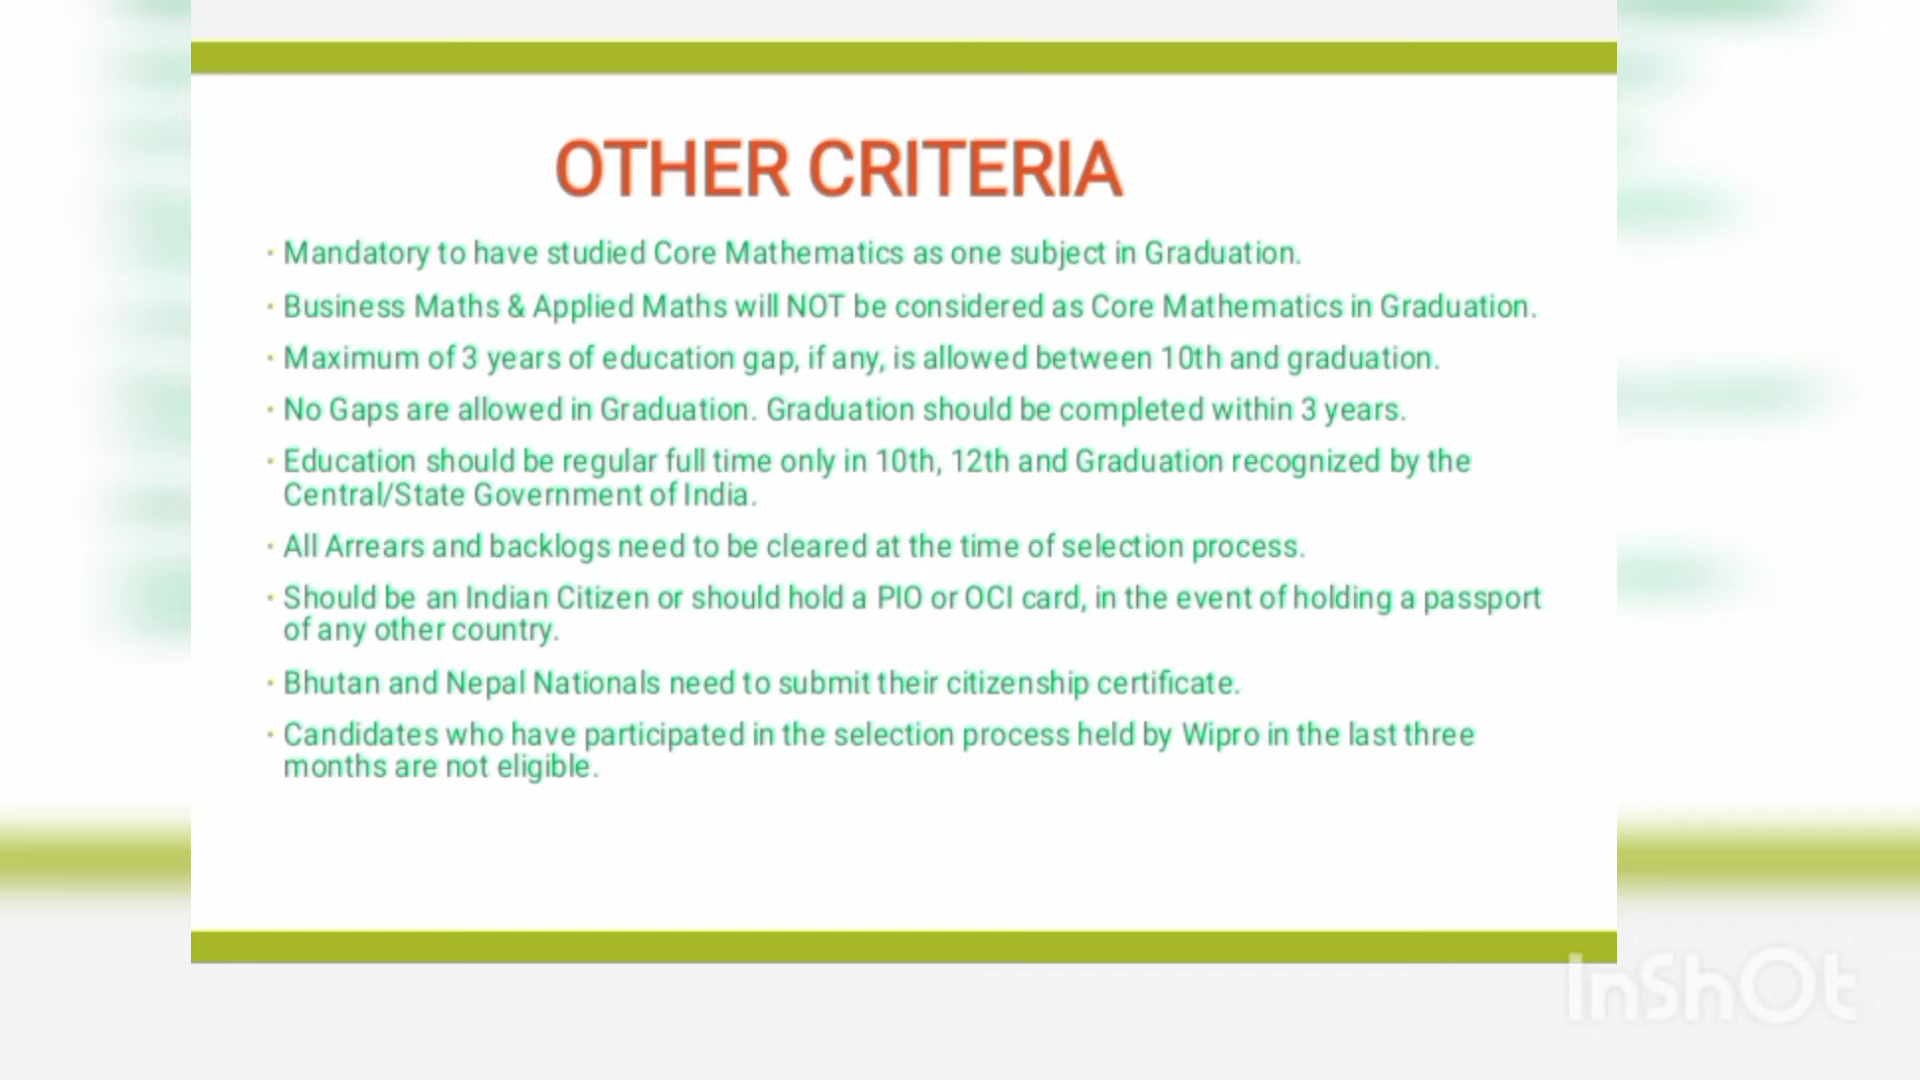 OTHER CRITERIA
· Mandatory to have studied Core Mathematics as one subject in Graduation.
· Business Maths & Applied Maths will NOT be considered as Core Mathematics in Graduation.
· Maximum of 3 years of education gap, if any, is allowed between 10th and graduation.
· No Gaps are allowed in Graduation. Graduation should be completed within 3 years.
· Education should be regular full time only in 10th, 12th and Graduation recognized by the
Central/State Government of India.
· All Arrears and backlogs need to be cleared at the time of selection process.
· Should be an Indian Citizen or should hold a PIO or OCI card, in the event of holding a passport
of any other country.
· Bhutan and Nepal Nationals need to submit their citizenship certificate.
· Candidates who have participated in the selection process held by Wipro in the last three
months are not eligible.
InShOt